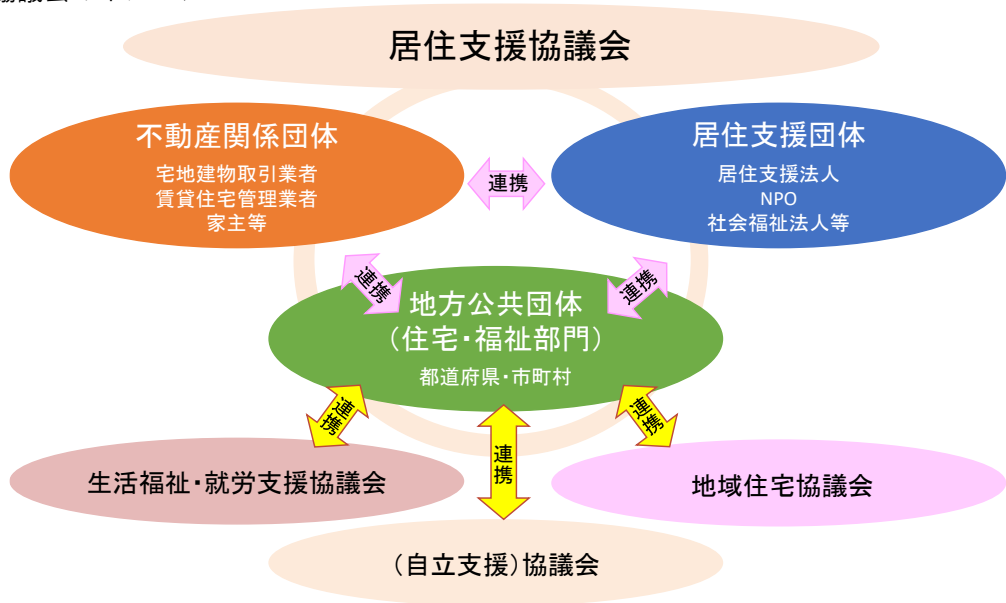 居住支援協議会
不動産関係団体
宅地建物取引業者
賃貸住宅管理業者
家主等
連携
居住支援団体
居住支援法人
NPO
社会福祉法人等
連携
連携
地方公共団体
（住宅・福祉部門）
都道府県・市町村
連携
連携
連携
生活福祉・就労支援協議会
地域住宅協議会
（自立支援）協議会